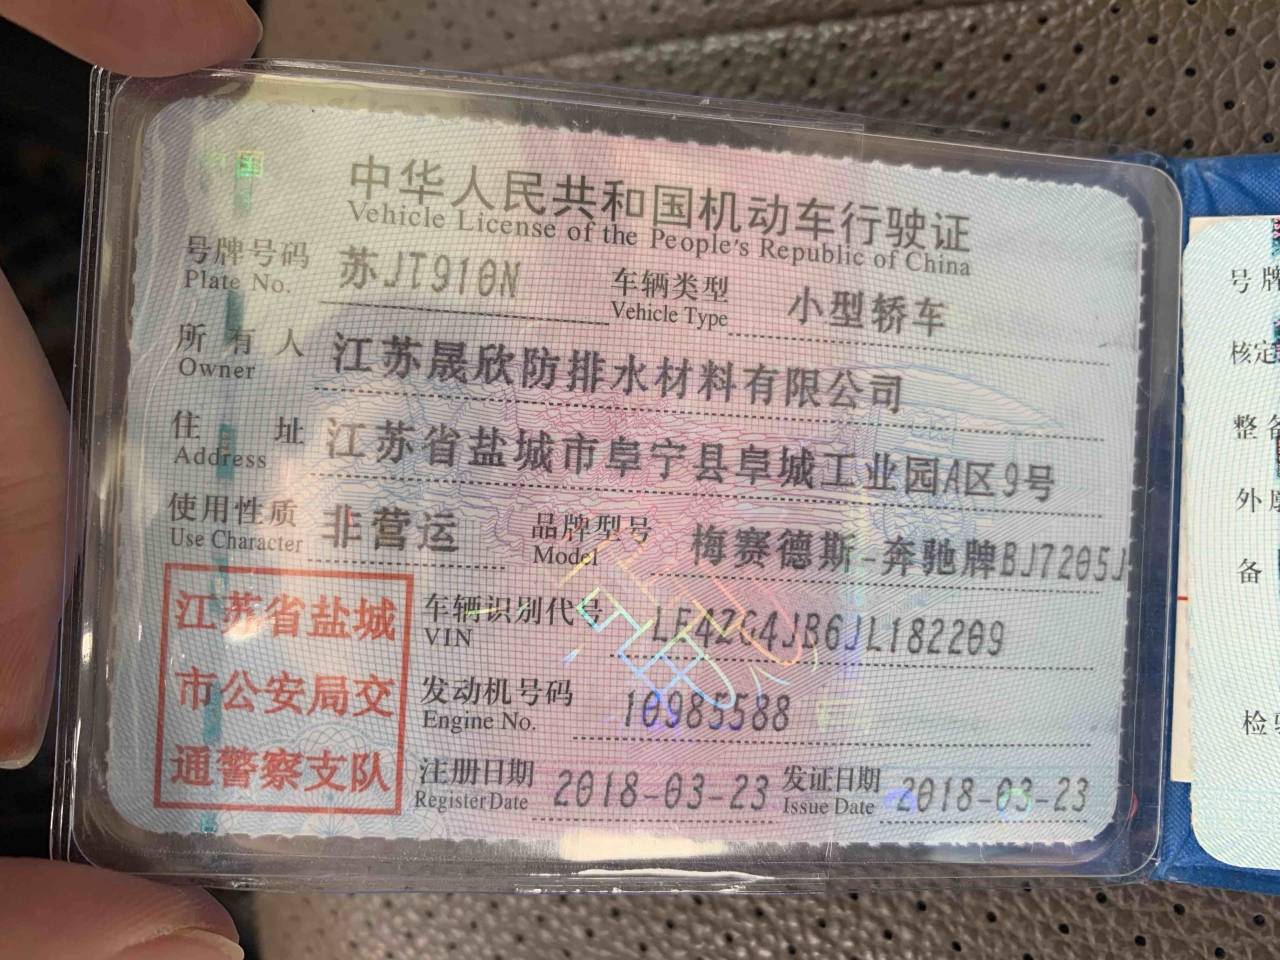 中华人民共和国机动车行驶证
Vehicle License of the People's Republic of China
号牌号码 苏JT910N 车辆类型 小型轿车
Plate No. Vehicle Type
所有人 江苏晟欣防排水材料有限公司
Owner
住址 江苏省盐城市阜宁县阜城工业园A区9号
Address
使用性质 非营运 品牌型号 梅赛德斯-奔驰牌BJ7205J
Use Character Model
江苏省盐城
市公安局交
通警察支队
车辆识别代号 LE4ZG4JB6JL182209
VIN
发动机号码 10985588
Engine No.
注册日期 2018-03-23 发证日期 2018-03-23
Register Date Issue Date
号牌
核定
整备
外
备
检验